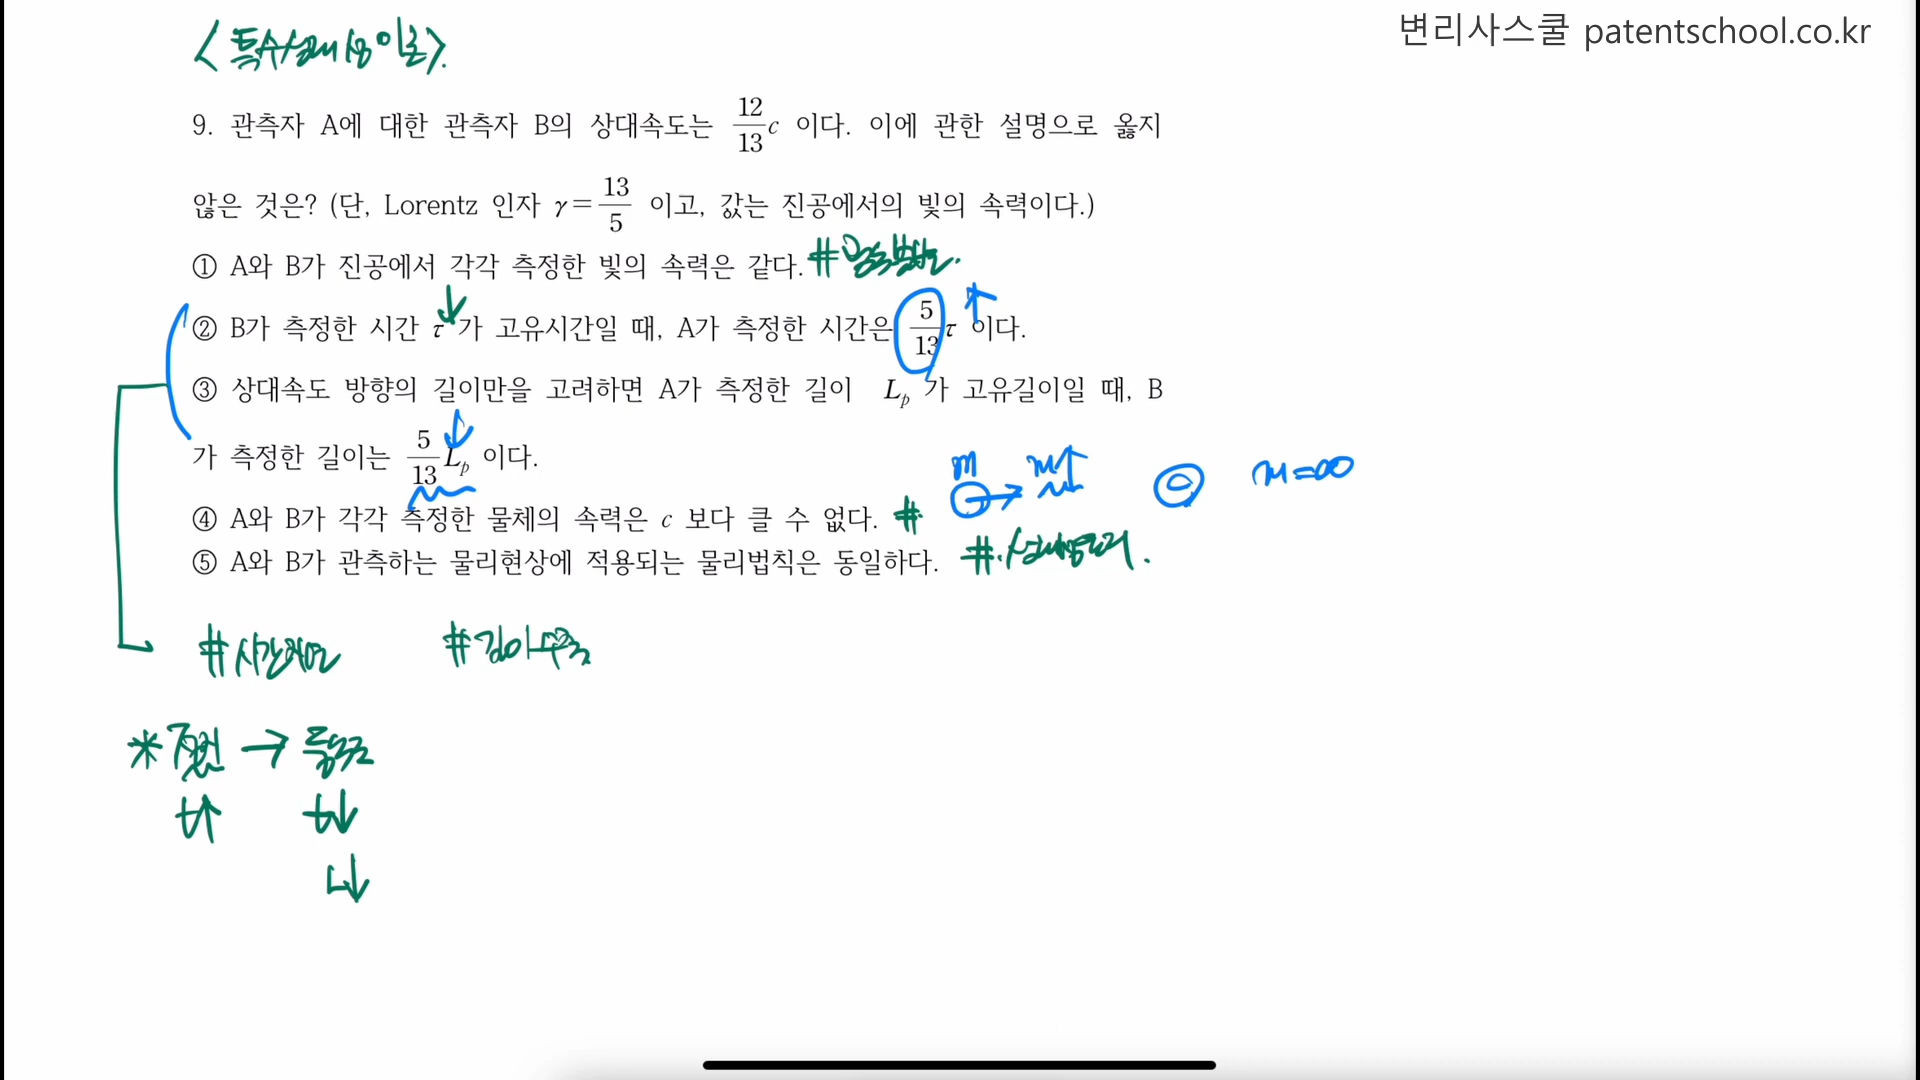 변리사스쿨 patentschool.co.kr
<특수상대성이론>.
9. 관측자 A에 대한 관측자 B의 상대속도는 12/13 c 이다. 이에 관한 설명으로 옳지
않은 것은? (단, Lorentz 인자 γ = 13/5 이고, 값는 진공에서의 빛의 속력이다.)
① A와 B가 진공에서 각각 측정한 빛의 속력은 같다. #광속불변.
② B가 측정한 시간 τ 가 고유시간일 때, A가 측정한 시간은 5/13 τ 이다.
③ 상대속도 방향의 길이만을 고려하면 A가 측정한 길이 Lp 가 고유길이일 때, B
가 측정한 길이는 5/13 Lp 이다.
m m↑ m=∞
④ A와 B가 각각 측정한 물체의 속력은 c 보다 클 수 없다. #.
⑤ A와 B가 관측하는 물리현상에 적용되는 물리법칙은 동일하다. #.상대성원리.
#시간지연 #길이수축
* 정지 →
t↑ t↓
L↓